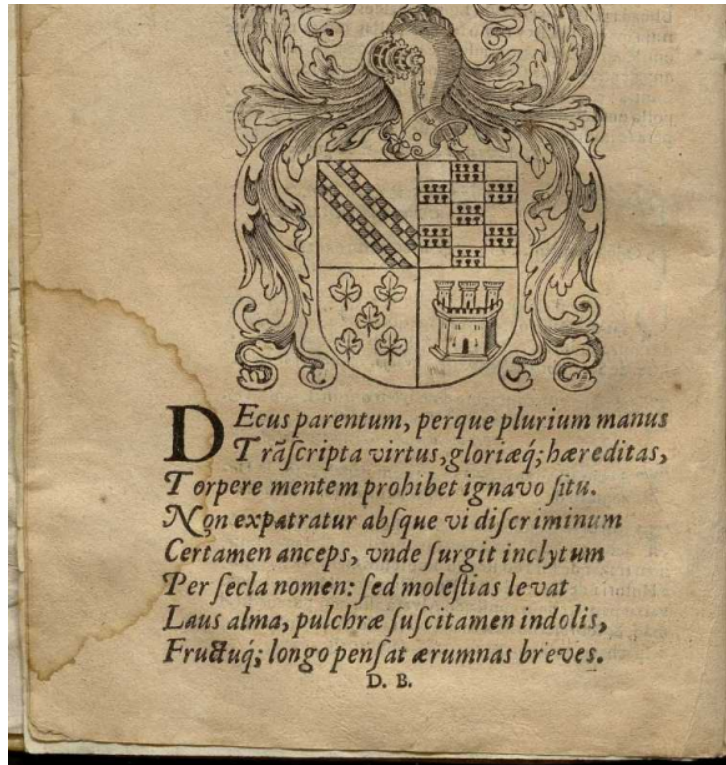 DEcus parentum, perque plurium manus
Trãſcripta virtus, gloriæq́; hæreditas,
Torpere mentem prohibet ignavo ſitu.
Non expatratur abſque vi diſcriminum
Certamen anceps, vnde ſurgit inclytum
Per ſecla nomen: ſed moleſtias levat
Laus alma, pulchræ ſuſcitamen indolis,
Fructuq́; longo penſat ærumnas breves.
D. B.